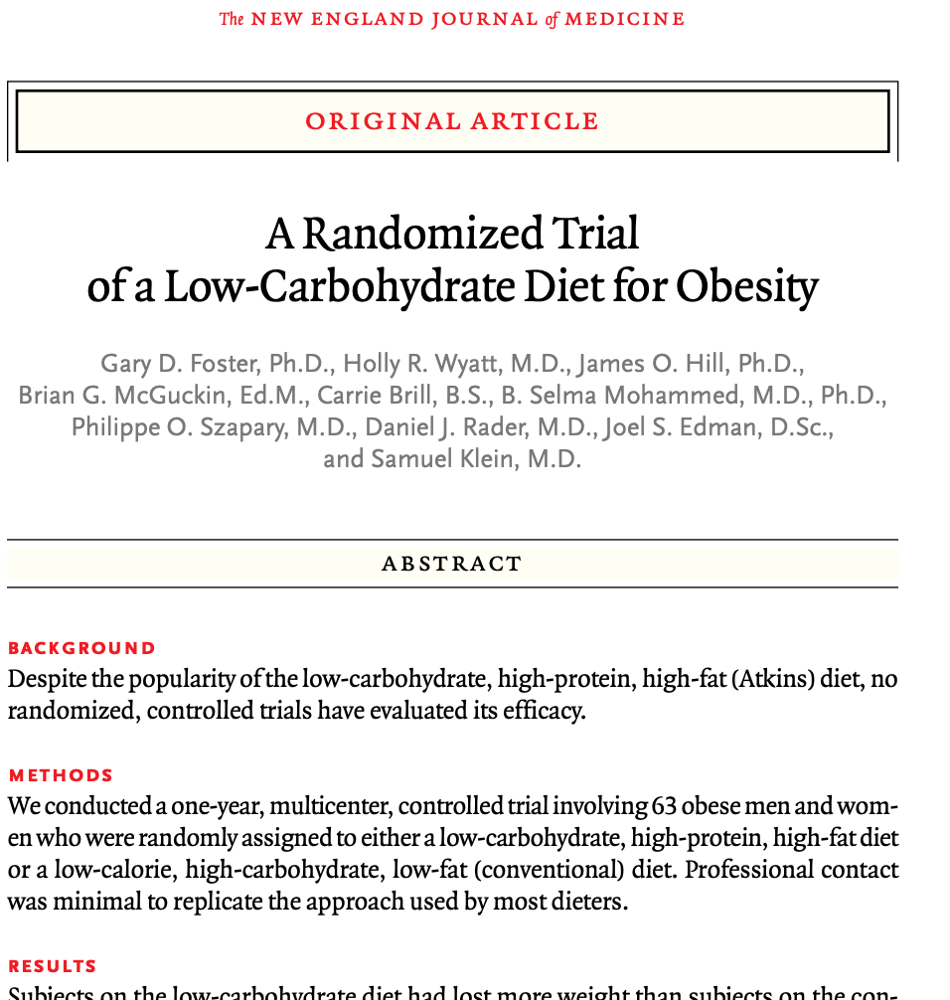 The NEW ENGLAND JOURNAL of MEDICINE
ORIGINAL ARTICLE
A Randomized Trial
of a Low-Carbohydrate Diet for Obesity
Gary D. Foster, Ph.D., Holly R. Wyatt, M.D., James O. Hill, Ph.D.,
Brian G. McGuckin, Ed.M., Carrie Brill, B.S., B. Selma Mohammed, M.D., Ph.D.,
Philippe O. Szapary, M.D., Daniel J. Rader, M.D., Joel S. Edman, D.Sc.,
and Samuel Klein, M.D.
ABSTRACT
BACKGROUND
Despite the popularity of the low-carbohydrate, high-protein, high-fat (Atkins) diet, no
randomized, controlled trials have evaluated its efficacy.
METHODS
We conducted a one-year, multicenter, controlled trial involving 63 obese men and wom-
en who were randomly assigned to either a low-carbohydrate, high-protein, high-fat diet
or a low-calorie, high-carbohydrate, low-fat (conventional) diet. Professional contact
was minimal to replicate the approach used by most dieters.
RESULTS
Subjects on the low-carbohydrate diet had lost more weight than subjects on the con-